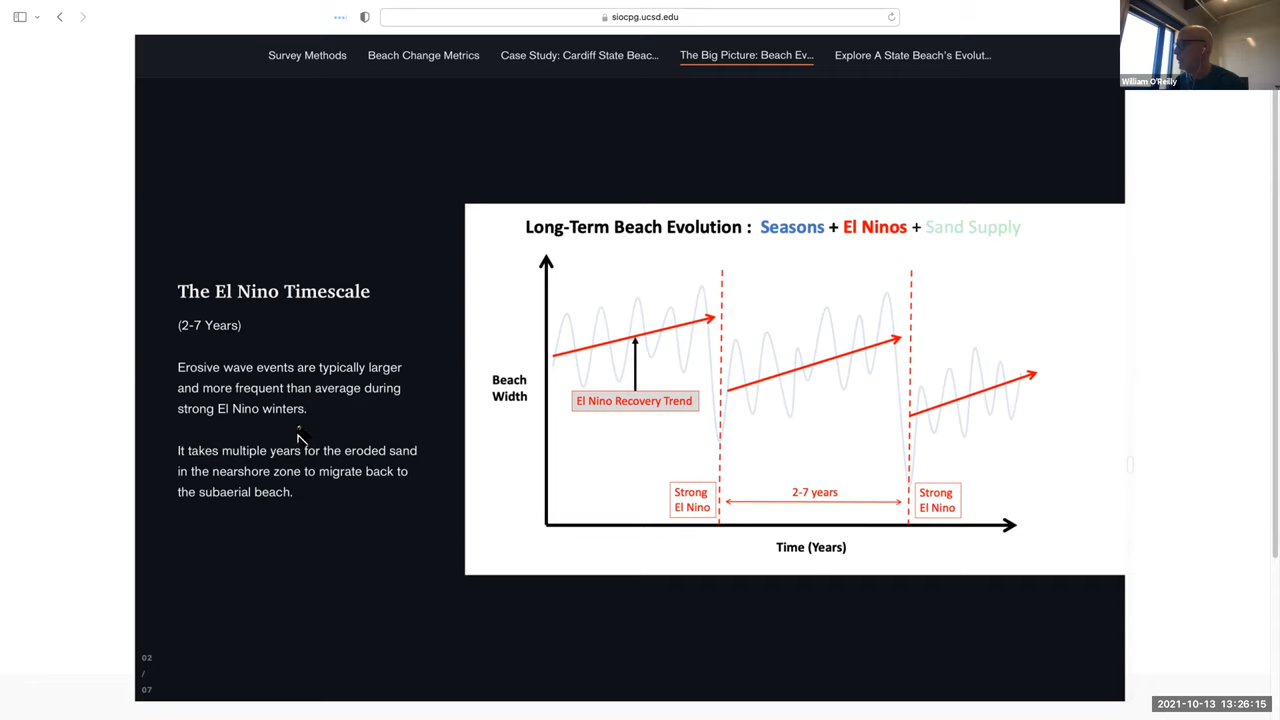 siocpg.ucsd.edu
William O'Reilly
Survey Methods
Beach Change Metrics
Case Study: Cardiff State Beac...
The Big Picture: Beach Ev...
Explore A State Beach's Evolut...
Long-Term Beach Evolution : Seasons + El Ninos + Sand Supply
The El Nino Timescale
(2-7 Years)
Erosive wave events are typically larger
and more frequent than average during
strong El Nino winters.
It takes multiple years for the eroded sand
in the nearshore zone to migrate back to
the subaerial beach.
Beach
Width
El Nino Recovery Trend
Strong
El Nino
2-7 years
Strong
El Nino
Time (Years)
02
/
07
2021-10-13 13:26:15